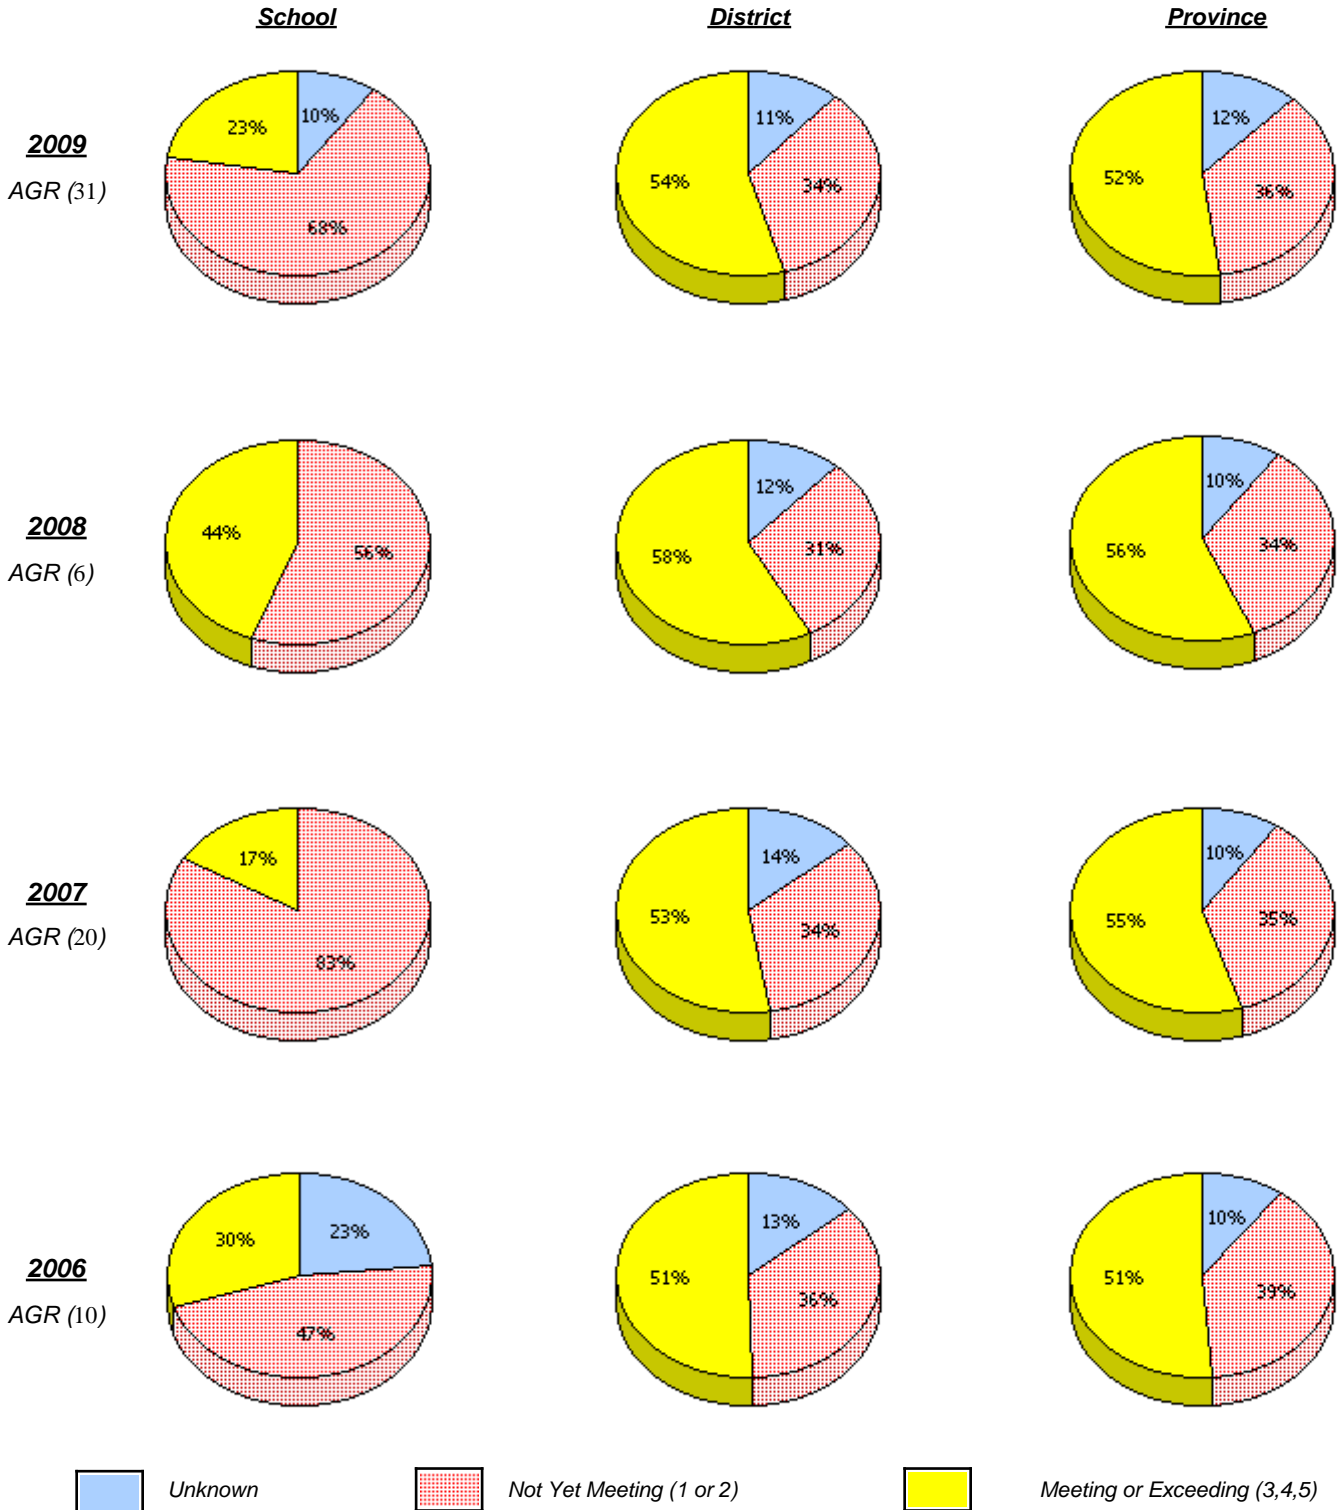 School District Province
2009
AGR (31)
23% 10% 68%
54% 11% 34%
52% 12% 36%
2008
AGR (6)
44% 56%
58% 12% 31%
56% 10% 34%
2007
AGR (20)
17% 83%
53% 14% 34%
55% 10% 35%
2006
AGR (10)
30% 23% 47%
51% 13% 36%
51% 10% 39%
Unknown Not Yet Meeting (1 or 2) Meeting or Exceeding (3,4,5)